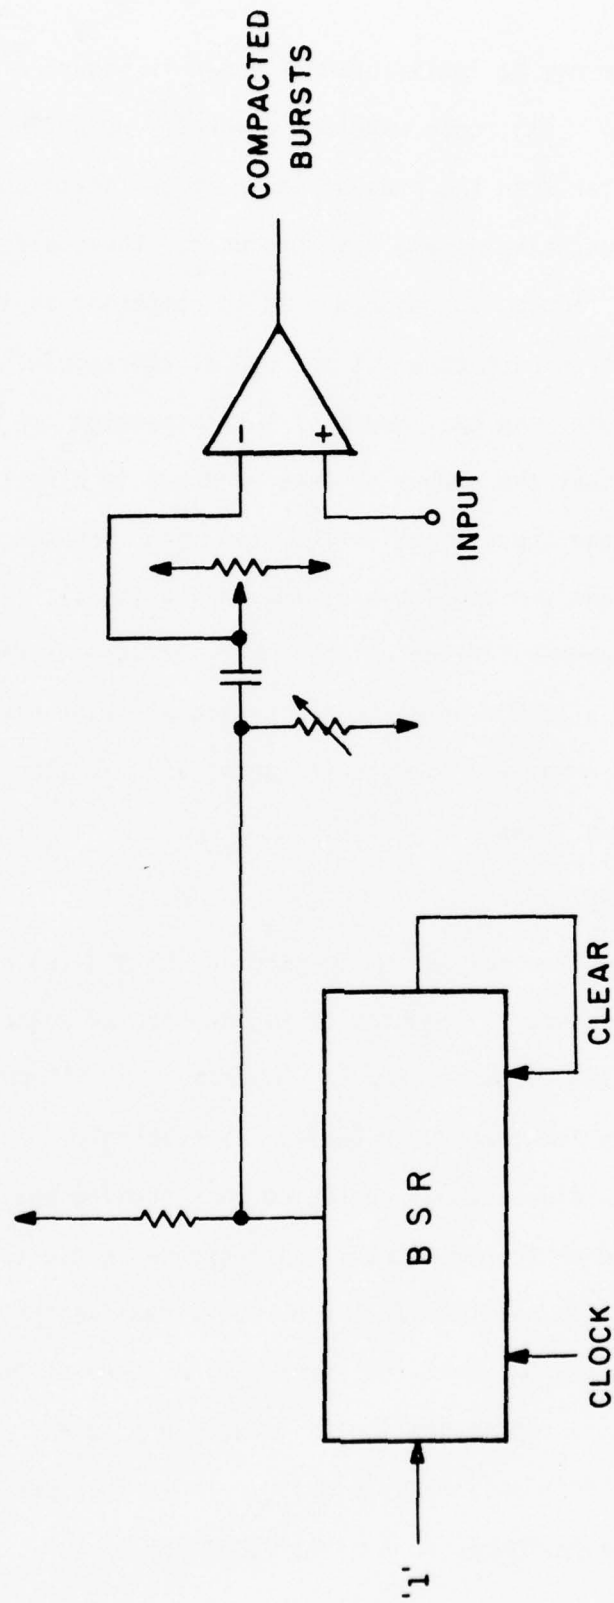 COMPACTED
BURSTS
-
+
INPUT
BSR
CLEAR
CLOCK
'1'